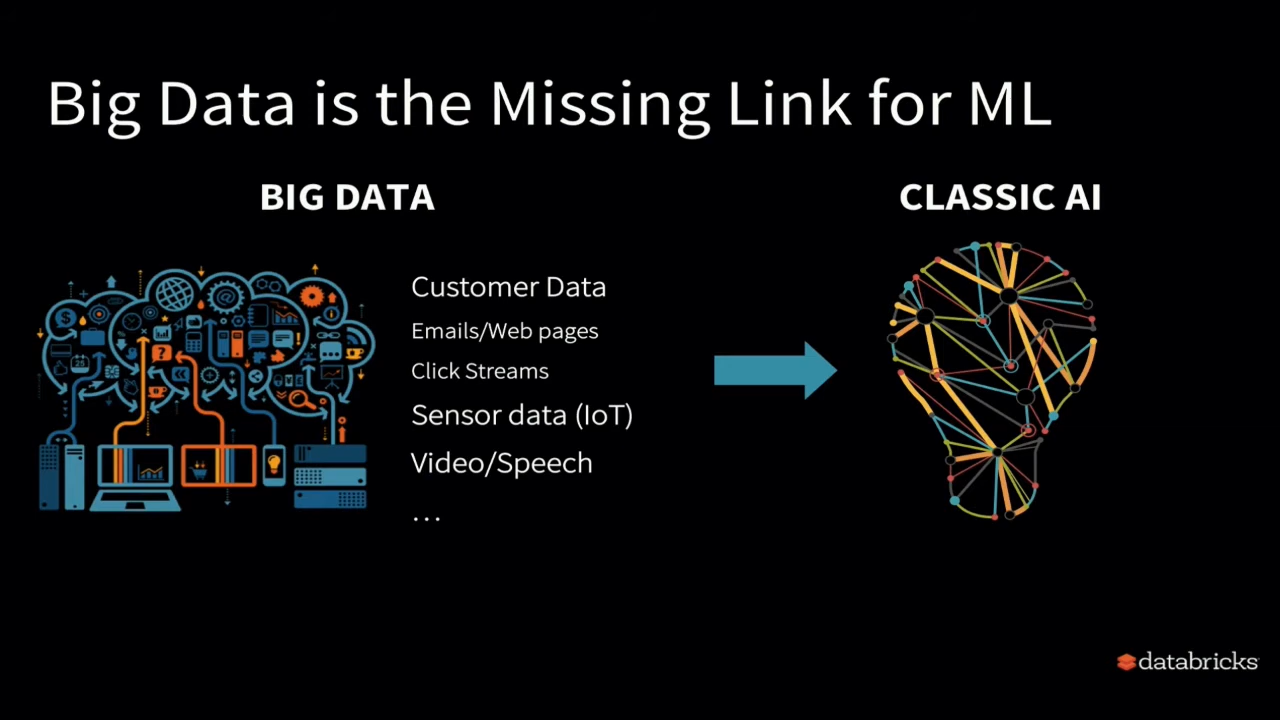 Big Data is the Missing Link for ML
BIG DATA
CLASSIC AI
Customer Data
Emails/Web pages
Click Streams
Sensor data (IoT)
Video/Speech
...
databricks